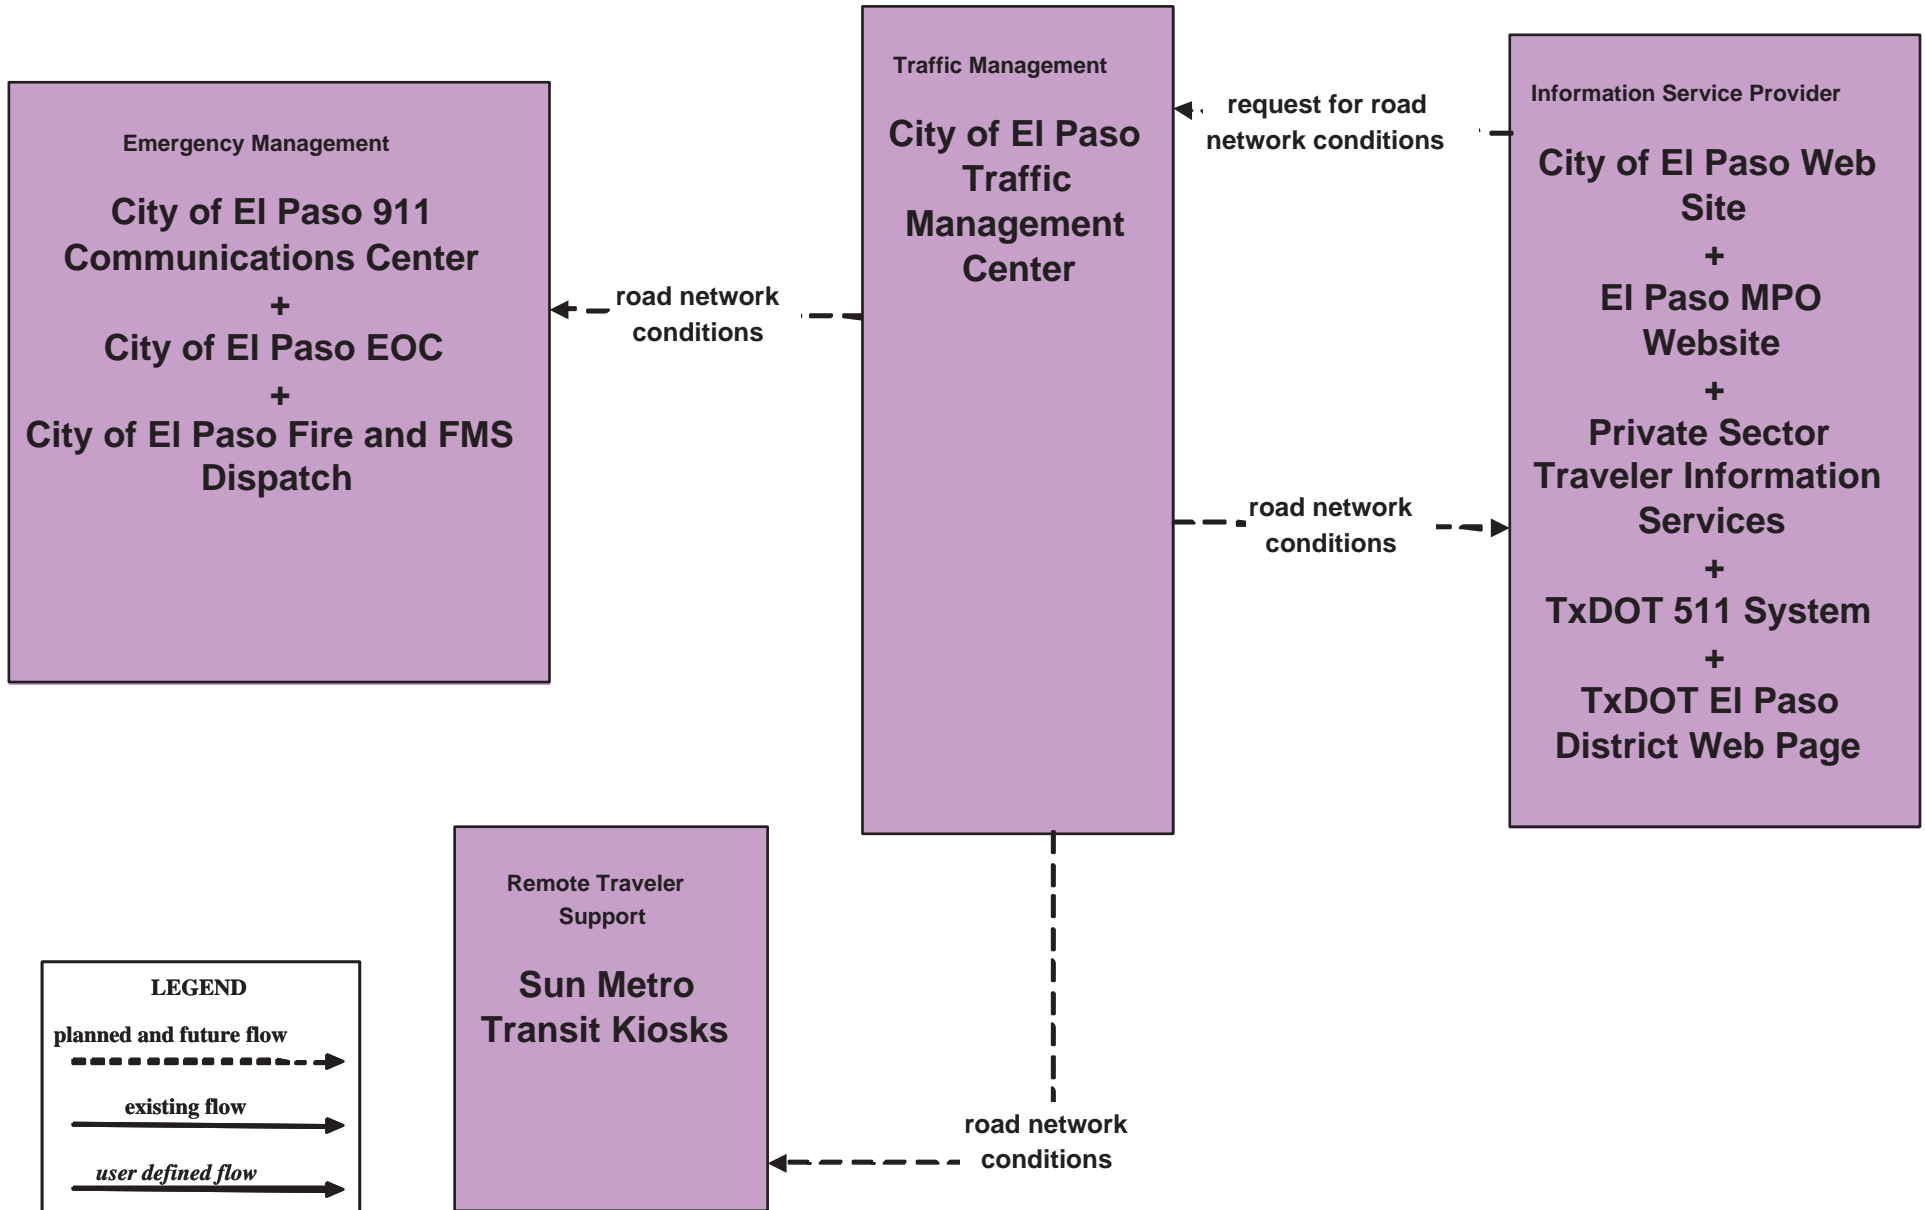 Emergency Management
City of El Paso 911
Communications Center
+
City of El Paso EOC
+
City of El Paso Fire and FMS
Dispatch
road network
conditions
Traffic Management
City of El Paso
Traffic
Management
Center
request for road
network conditions
road network
conditions
Information Service Provider
City of El Paso Web
Site
+
El Paso MPO
Website
+
Private Sector
Traveler Information
Services
+
TxDOT 511 System
+
TxDOT El Paso
District Web Page
Remote Traveler
Support
Sun Metro
Transit Kiosks
road network
conditions
LEGEND
planned and future flow
existing flow
user defined flow